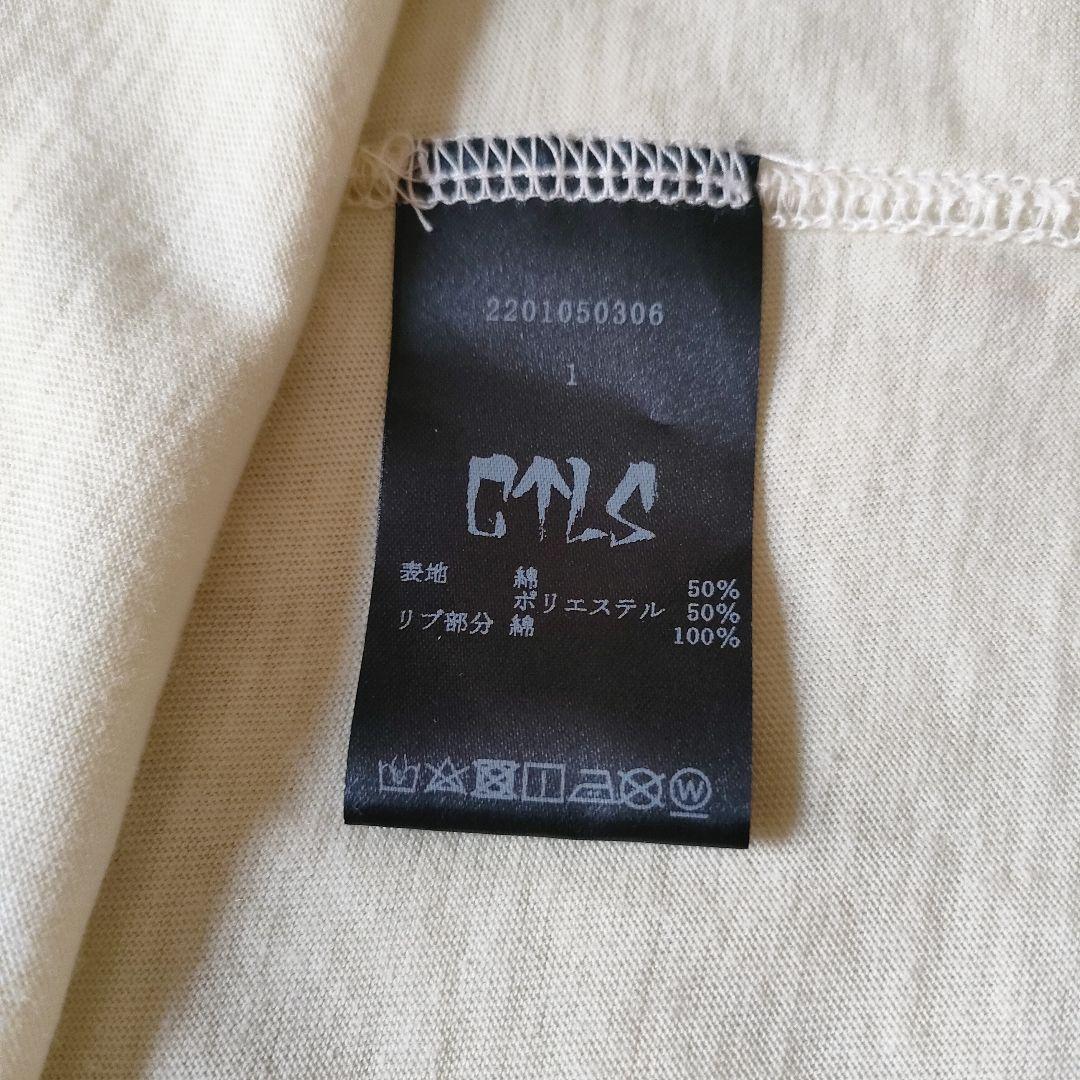 2201050306
1
CTLS
表地 綿 50%
ポリエステル 50%
リブ部分 綿 100%
W